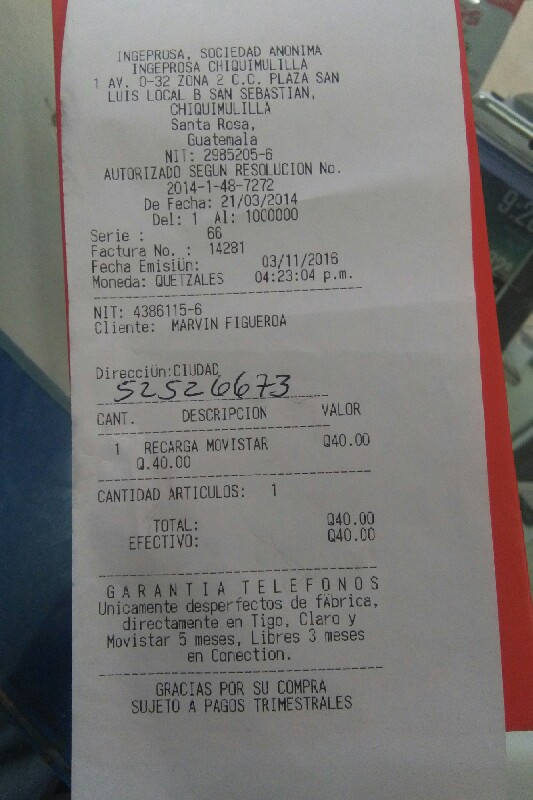 INGEPROSA, SOCIEDAD ANONIMA
INGEPROSA CHIQUIMULILLA
1 AV. 0-32 ZONA 2 C.C. PLAZA SAN
LUIS LOCAL B SAN SEBASTIAN,
CHIQUIMULILLA
Santa Rosa,
Guatemala
NIT: 2985205-6
AUTORIZADO SEGUN RESOLUCION No.
2014-1-48-7272
De Fecha: 21/03/2014
Del: 1 Al: 1000000
Serie : 66
Factura No. : 14281
Fecha EmisiÜn: 03/11/2016
Moneda: QUETZALES 04:23:04 p.m.
NIT: 4386115-6
Cliente: MARVIN FIGUEROA
DirecciÜn:CIUDAD
52526673
CANT. DESCRIPCION VALOR
1 RECARGA MOVISTAR Q40.00
Q.40.00
CANTIDAD ARTICULOS: 1
TOTAL: Q40.00
EFECTIVO: Q40.00
G A R A N T I A T E L E F O N O S
Unicamente desperfectos de fÄbrica,
directamente en Tigo, Claro y
Movistar 5 meses, Libres 3 meses
en Conection.
GRACIAS POR SU COMPRA
SUJETO A PAGOS TRIMESTRALES